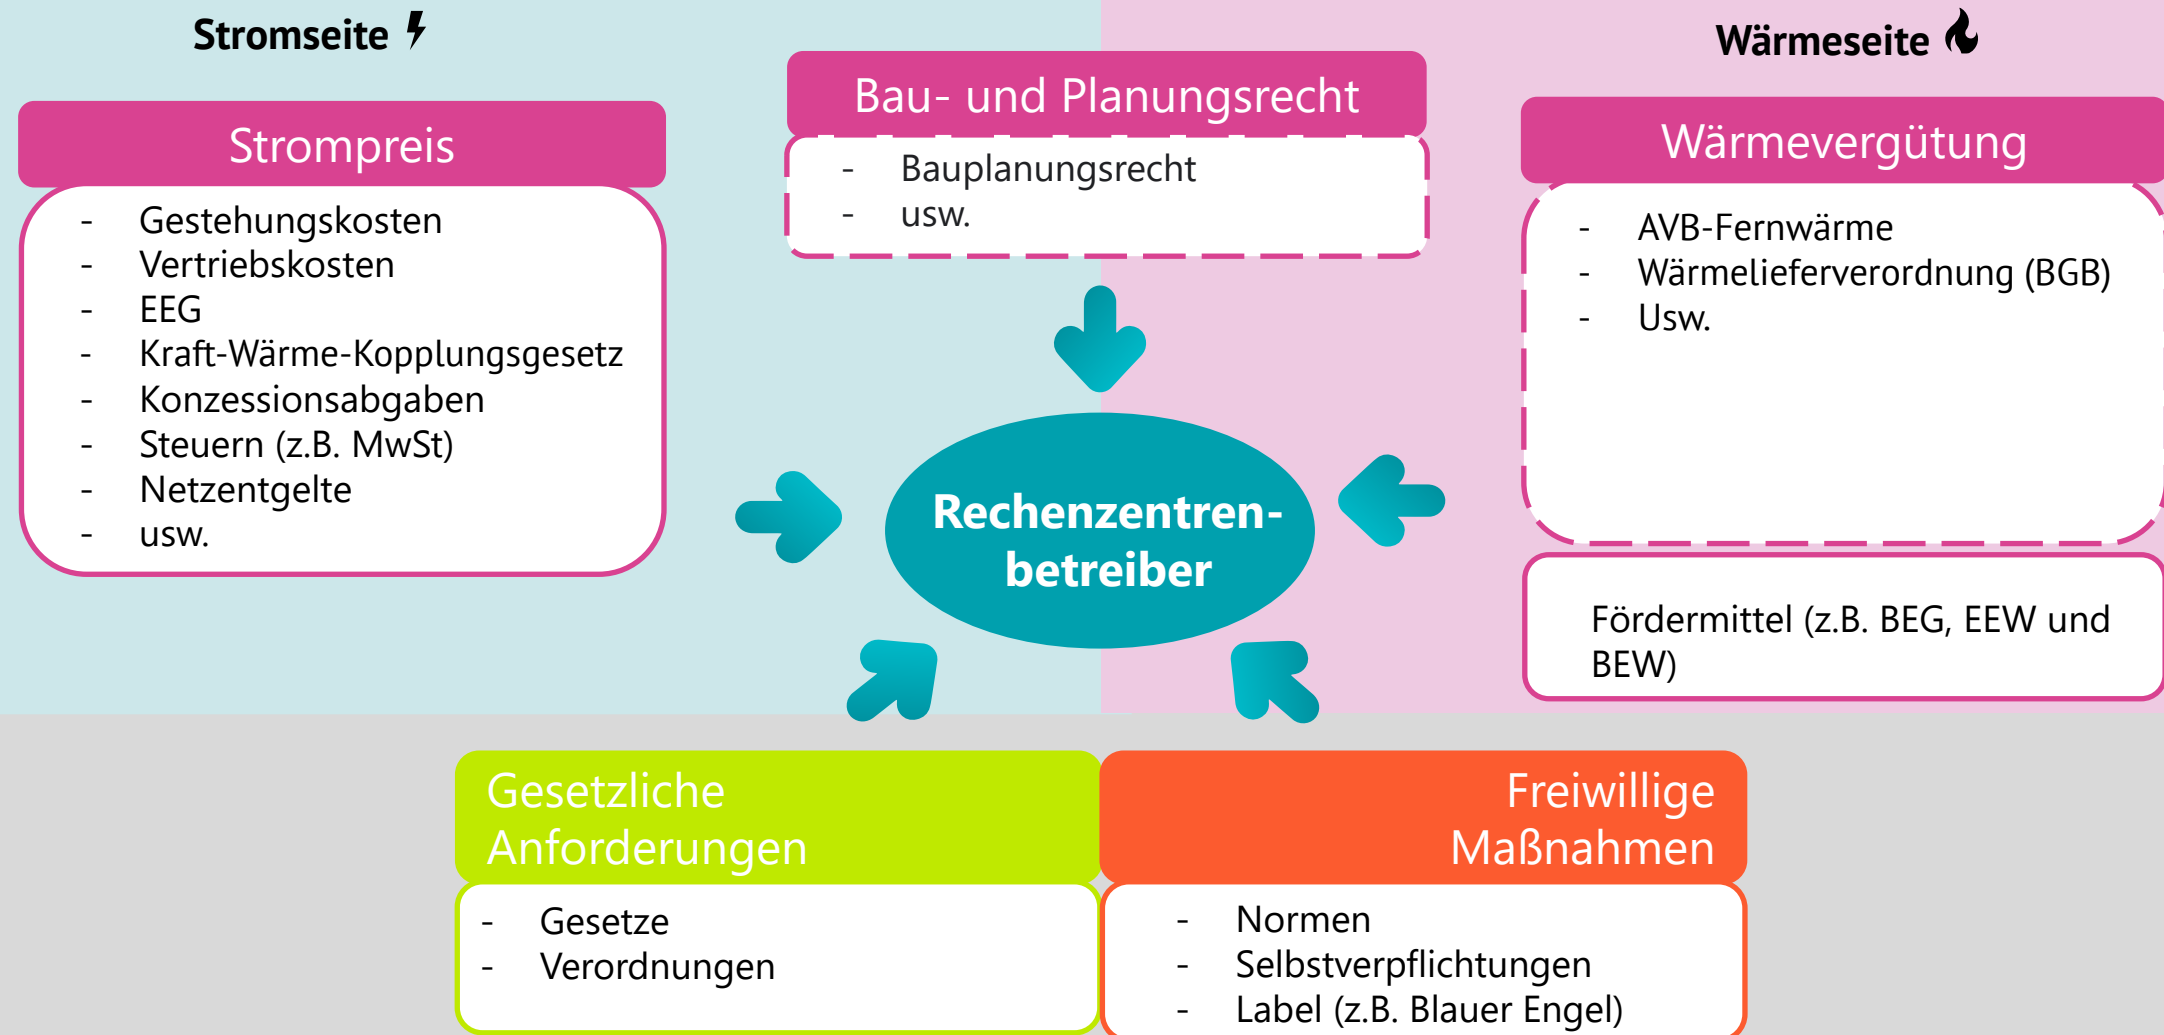 Stromseite
Wärmeseite
Bau- und Planungsrecht
- Bauplanungsrecht
- usw.
Strompreis
- Gestehungskosten
- Vertriebskosten
- EEG
- Kraft-Wärme-Kopplungsgesetz
- Konzessionsabgaben
- Steuern (z.B. MwSt)
- Netzentgelte
- usw.
Wärmevergütung
- AVB-Fernwärme
- Wärmelieferverordnung (BGB)
- Usw.
Fördermittel (z.B. BEG, EEW und
BEW)
Rechenzentren-
betreiber
Gesetzliche
Anforderungen
- Gesetze
- Verordnungen
Freiwillige
Maßnahmen
- Normen
- Selbstverpflichtungen
- Label (z.B. Blauer Engel)